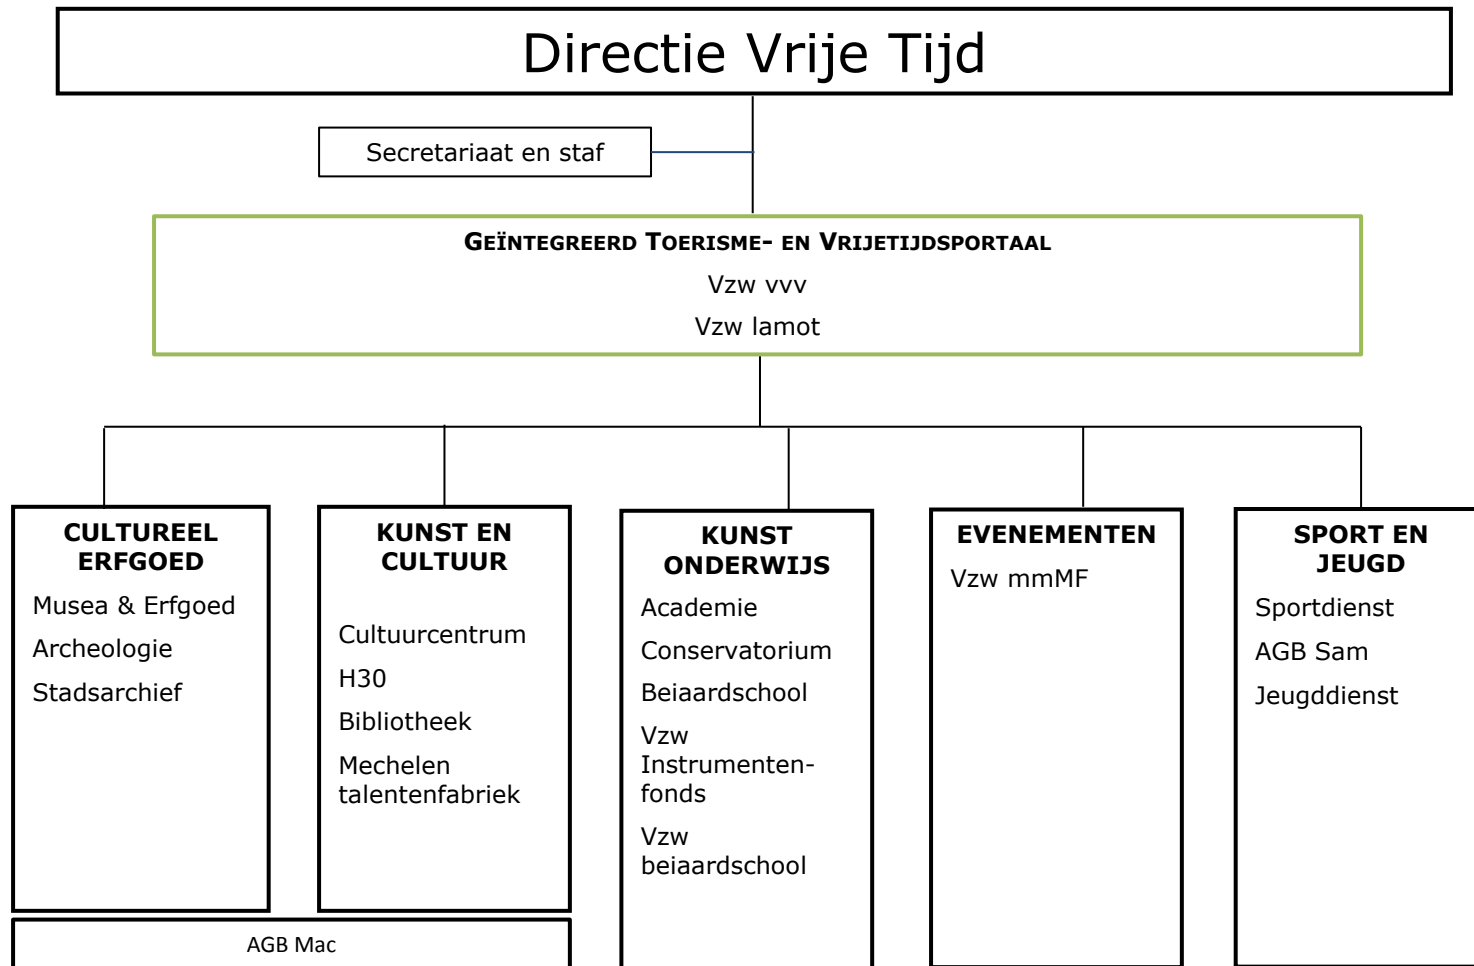 Directie Vrije Tijd
Secretariaat en staf
GEÏNTEGREERD TOERISME- EN VRIJETIJDSPORTAAL
Vzw vvv
Vzw lamot
CULTUREEL
ERFGOED
Musea & Erfgoed
Archeologie
Stadsarchief
KUNST EN
CULTUUR
Cultuurcentrum
H30
Bibliotheek
Mechelen
talentenfabriek
AGB Mac
KUNST
ONDERWIJS
Academie
Conservatorium
Beiaardschool
Vzw
Instrumenten-
fonds
Vzw
beiaardschool
EVENEMENTEN
Vzw mmMF
SPORT EN
JEUGD
Sportdienst
AGB Sam
Jeugddienst